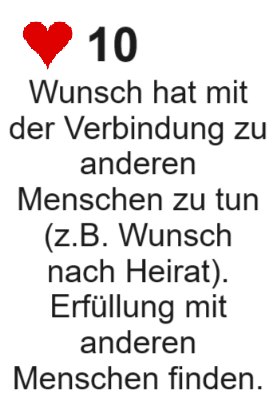 10
Wunsch hat mit
der Verbindung zu
anderen
Menschen zu tun
(z.B. Wunsch
nach Heirat).
Erfüllung mit
anderen
Menschen finden.